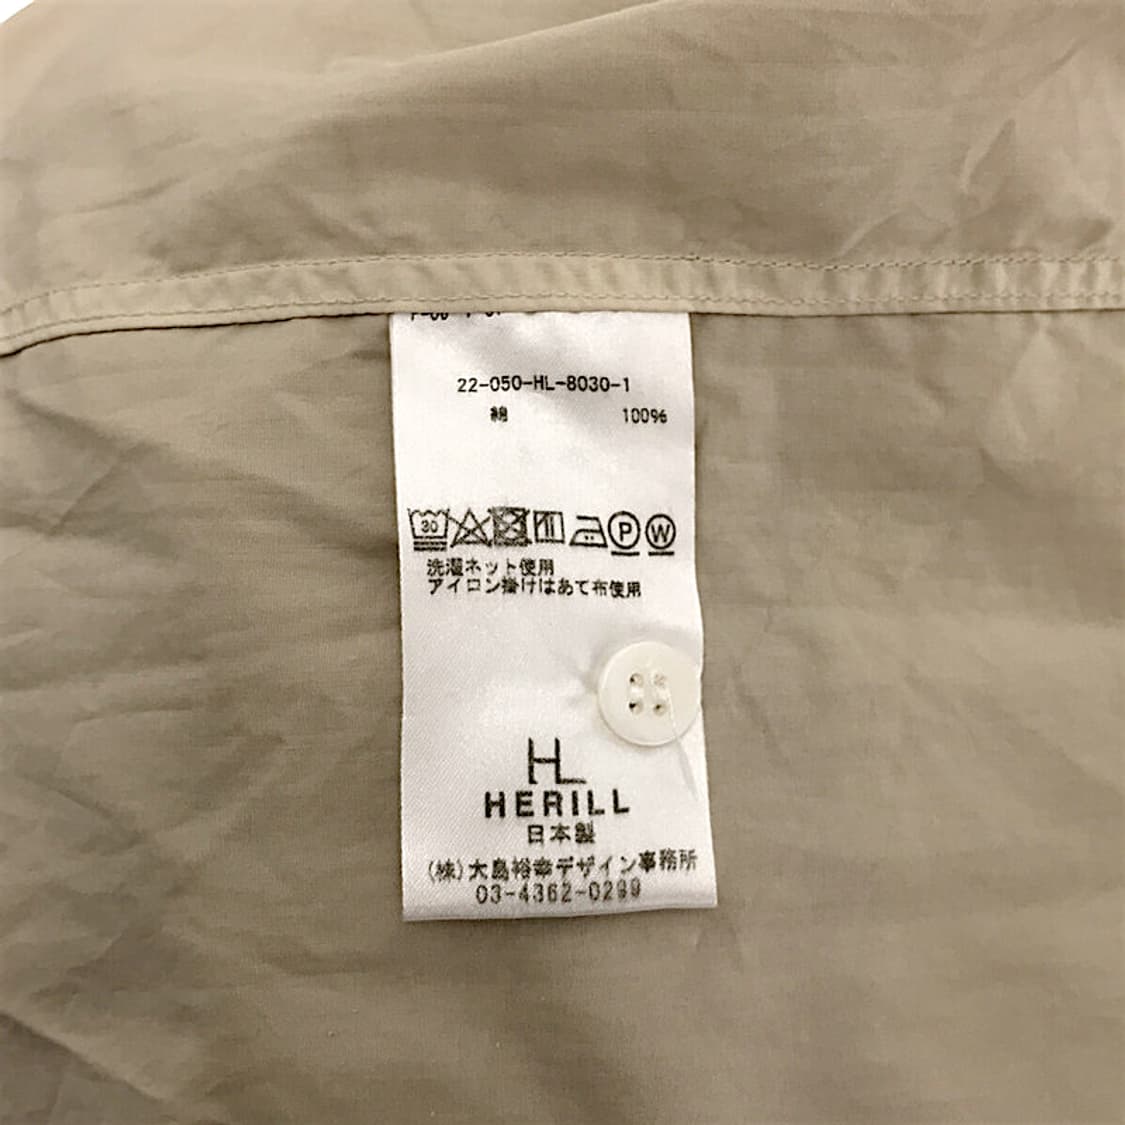 22-050-HL-8030-1
綿 100%
30
P W
洗濯ネット使用
アイロン掛けはあて布使用
HL
HERILL
日本製
(株)大島裕幸デザイン事務所
03-4362-0299